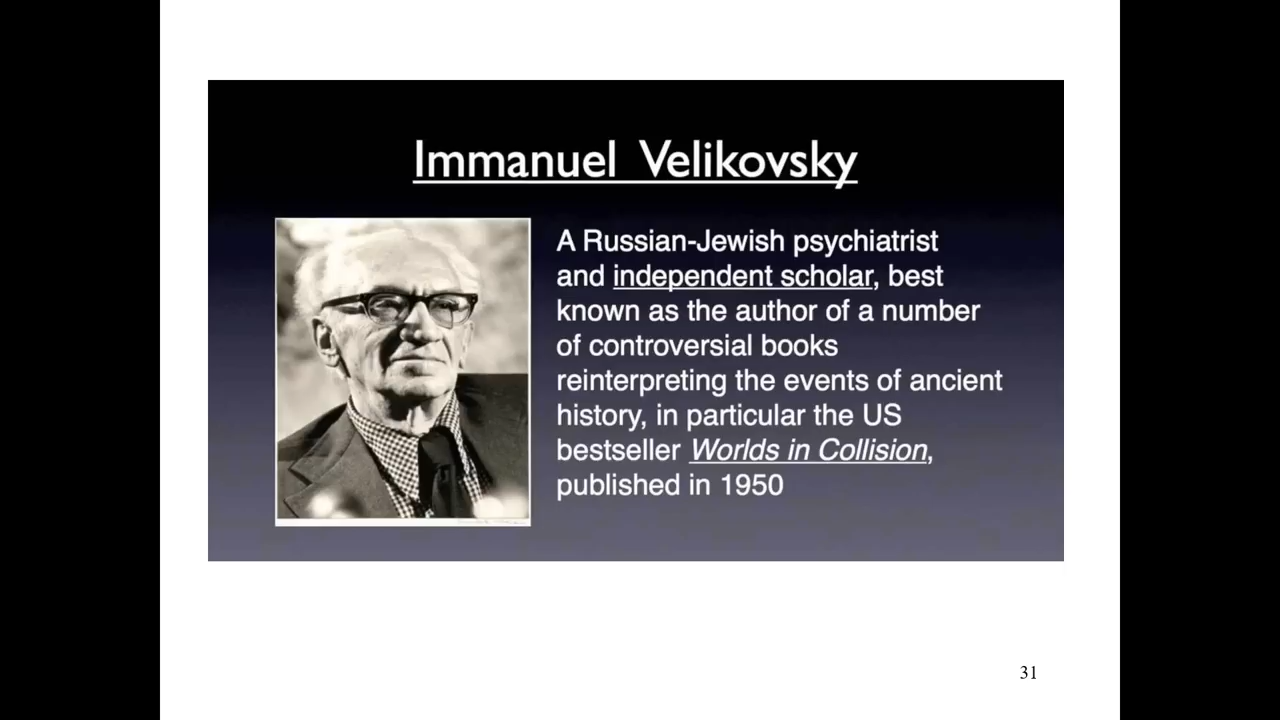 Immanuel Velikovsky
A Russian-Jewish psychiatrist
and independent scholar, best
known as the author of a number
of controversial books
reinterpreting the events of ancient
history, in particular the US
bestseller Worlds in Collision,
published in 1950
31